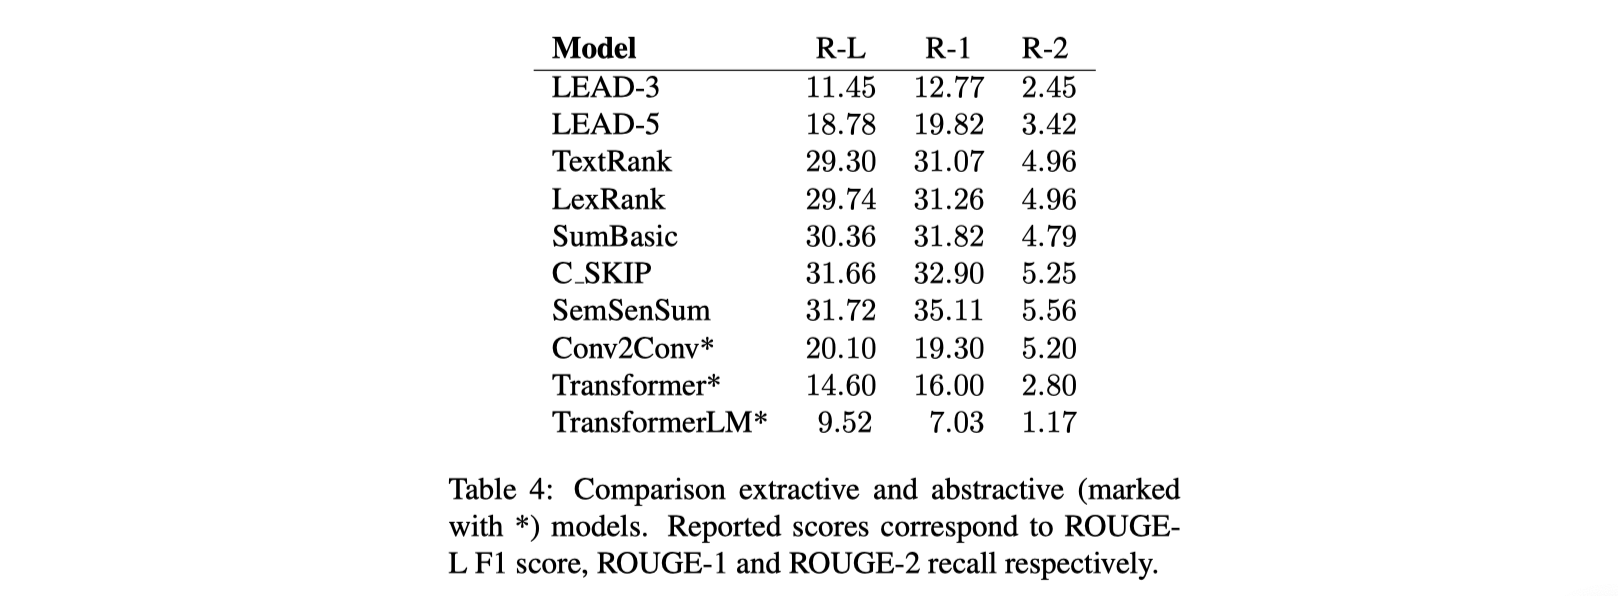 Model R-L R-1 R-2
LEAD-3 11.45 12.77 2.45
LEAD-5 18.78 19.82 3.42
TextRank 29.30 31.07 4.96
LexRank 29.74 31.26 4.96
SumBasic 30.36 31.82 4.79
C_SKIP 31.66 32.90 5.25
SemSenSum 31.72 35.11 5.56
Conv2Conv* 20.10 19.30 5.20
Transformer* 14.60 16.00 2.80
TransformerLM* 9.52 7.03 1.17
Table 4: Comparison extractive and abstractive (marked
with *) models. Reported scores correspond to ROUGE-
L F1 score, ROUGE-1 and ROUGE-2 recall respectively.